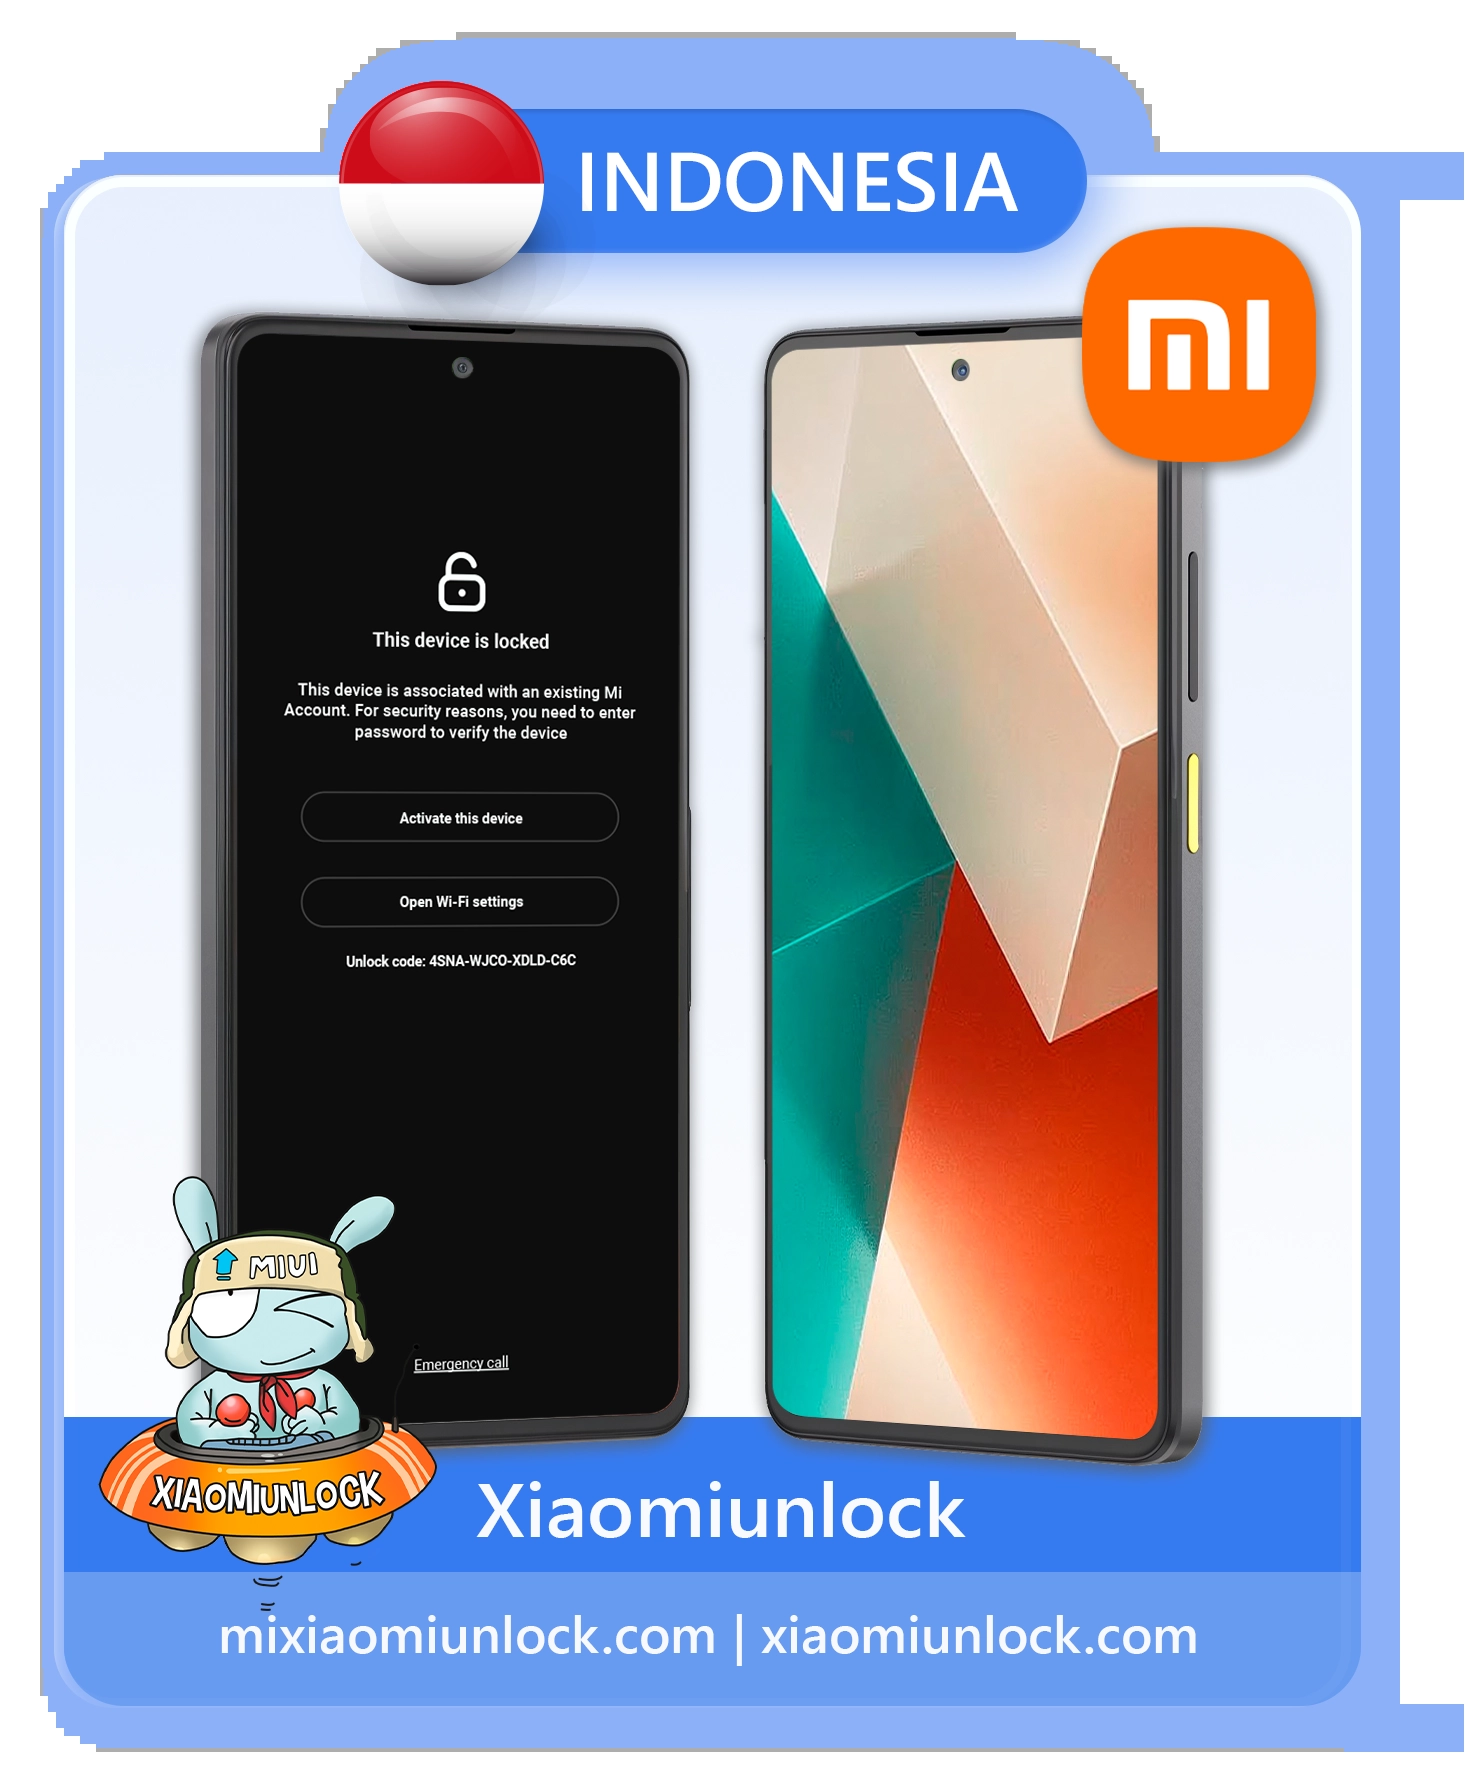 INDONESIA
mi
This device is locked
This device is associated with an existing Mi
Account. For security reasons, you need to enter
password to verify the device
Activate this device
Open Wi-Fi settings
Unlock code: 4SNA-WJCO-XDLD-C6C
MIUI
Emergency call
XIAOMIUNLOCK
Xiaomiunlock
mixiaomiunlock.com | xiaomiunlock.com